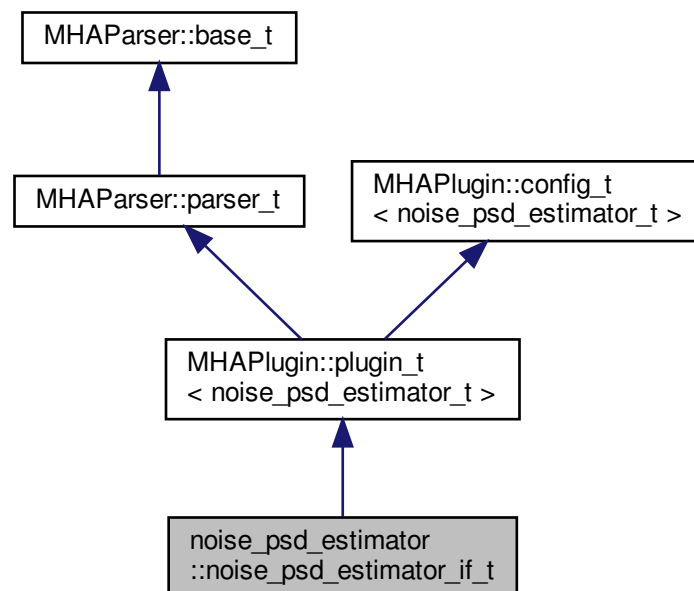 MHAParser::base_t
MHAParser::parser_t
MHAPlugin::config_t
< noise_psd_estimator_t >
MHAPlugin::plugin_t
< noise_psd_estimator_t >
noise_psd_estimator
::noise_psd_estimator_if_t